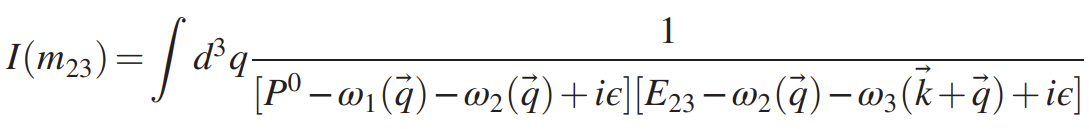 I(m_{23}) = \int d^3q \frac{1}{[P^0 - \omega_1(\vec{q}) - \omega_2(\vec{q}) + i\epsilon][E_{23} - \omega_2(\vec{q}) - \omega_3(\vec{k} + \vec{q}) + i\epsilon]}